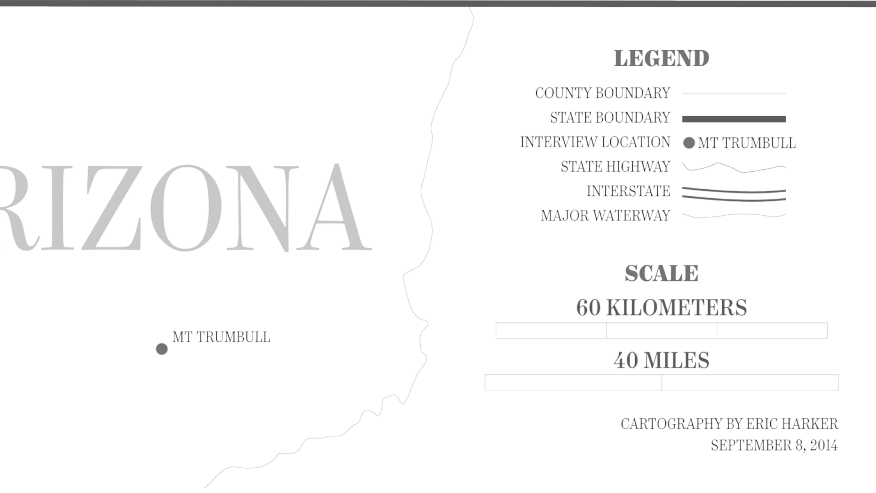 RIZONA
MT TRUMBULL
LEGEND
COUNTY BOUNDARY
STATE BOUNDARY
INTERVIEW LOCATION MT TRUMBULL
STATE HIGHWAY
INTERSTATE
MAJOR WATERWAY
SCALE
60 KILOMETERS
40 MILES
CARTOGRAPHY BY ERIC HARKER
SEPTEMBER 8, 2014